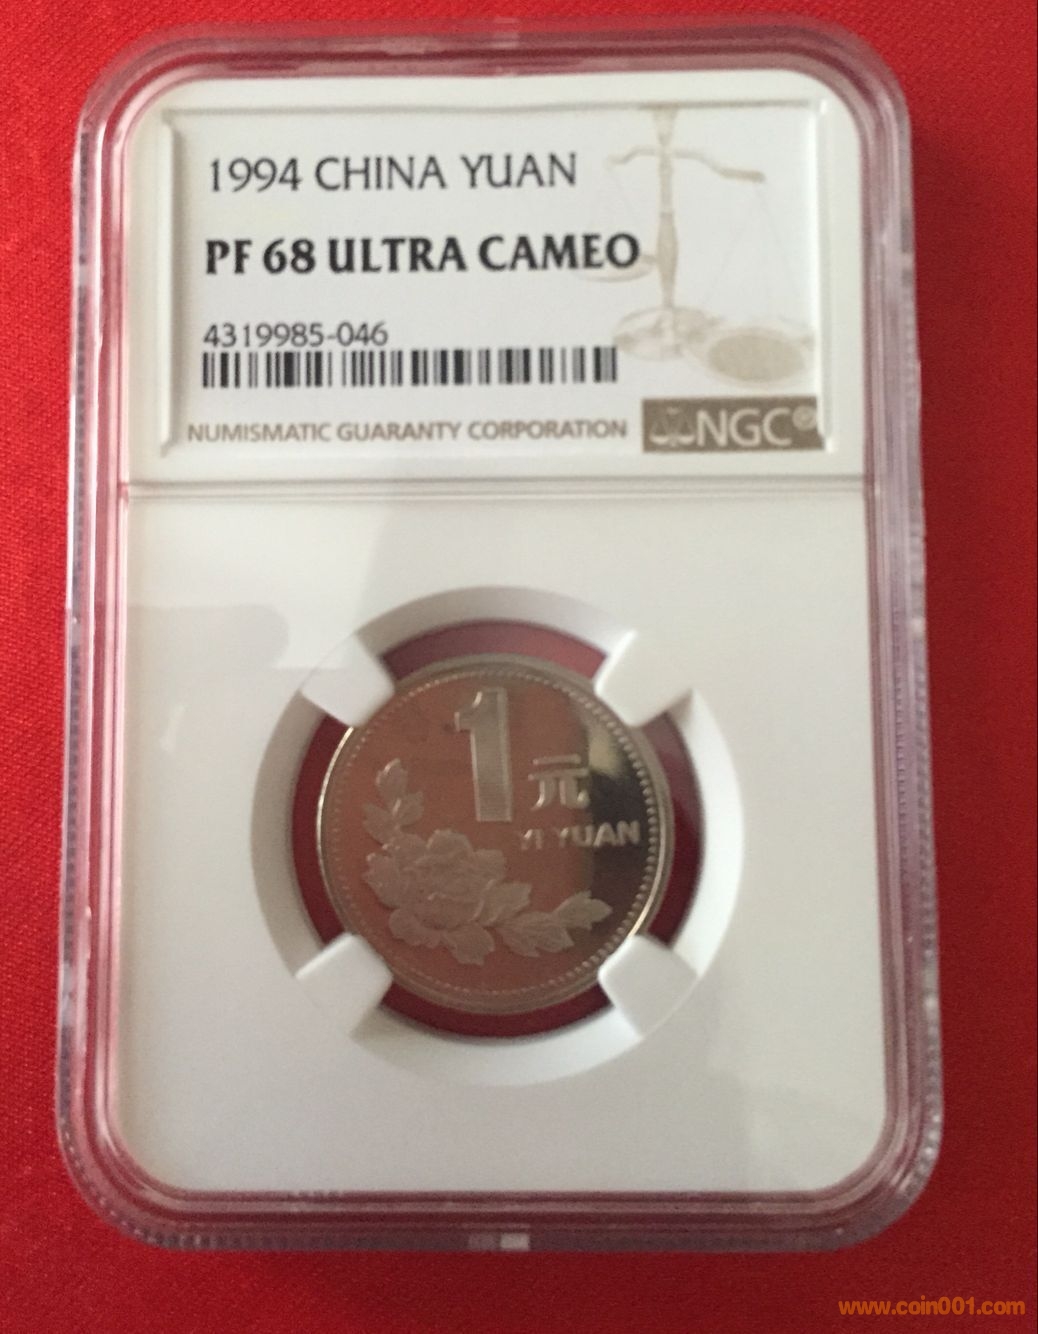 1994 CHINA YUAN
PF 68 ULTRA CAMEO
4319985-046
NUMISMATIC GUARANTY CORPORATION
NGC®
1
元
YI YUAN
www.coin001.com